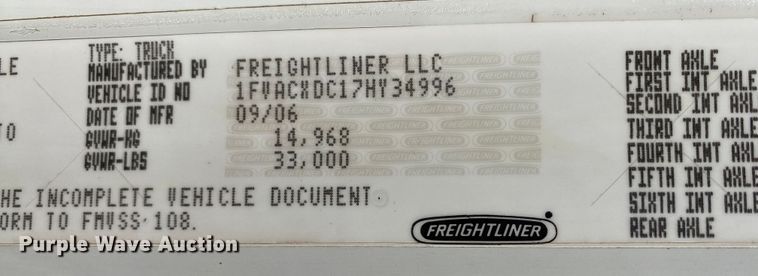 TYPE: TRUCK
LE MANUFACTURED BY FREIGHTLINER LLC FRONT AXLE
VEHICLE ID NO 1FVACXDC17HY34996 FIRST INT AXLE
DATE OF MFR 09/06 SECOND INT AXLE
TO GVWR-KG 14,968 THIRD INT AXLE
GVWR-LBS 33,000 FOURTH INT AXLE
FIFTH INT AXLE
HE INCOMPLETE VEHICLE DOCUMENT. SIXTH INT AXLE
ORM TO FMVSS 108. REAR AXLE
FREIGHTLINER
Purple Wave Auction